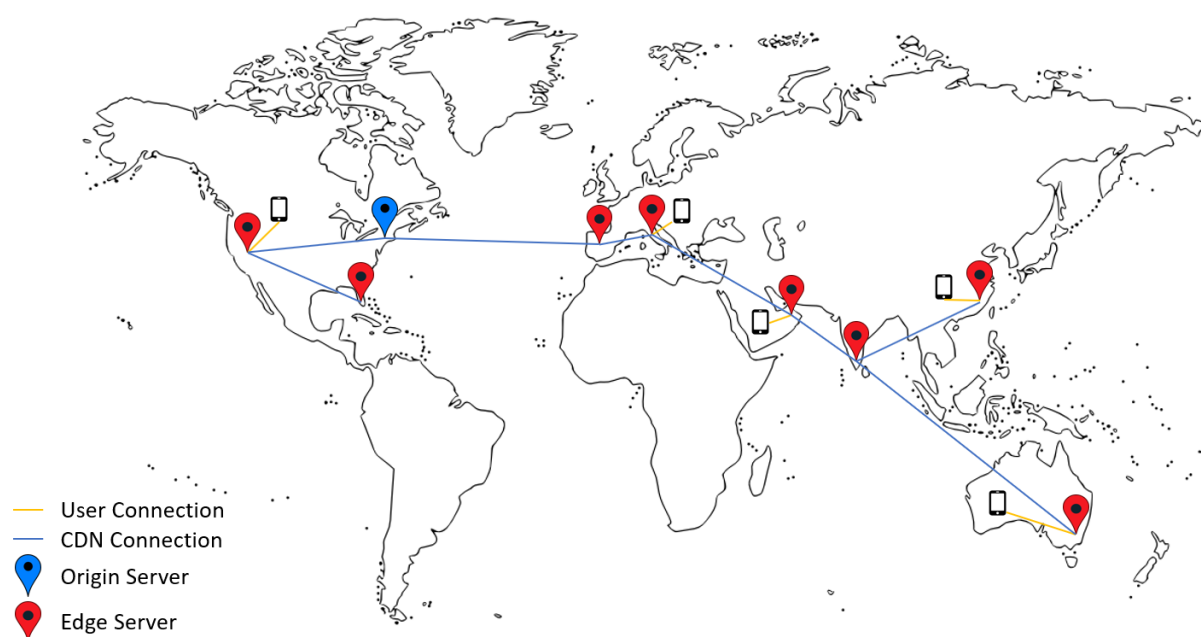 User Connection
CDN Connection
Origin Server
Edge Server